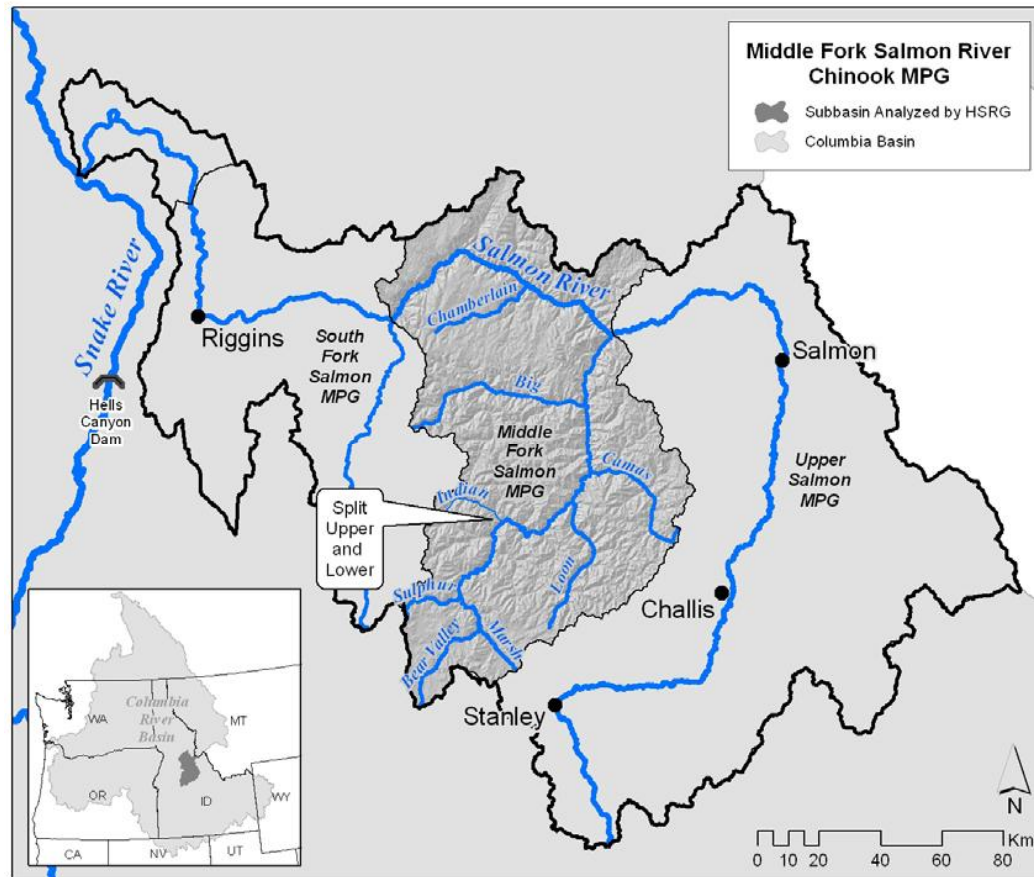 Middle Fork Salmon River
Chinook MPG
Subbasin Analyzed by HSRG
Columbia Basin
Snake River
Hells
Canyon
Dam
Riggins
South
Fork
Salmon
MPG
Salmon River
Chamberlain
Big
Middle
Fork
Salmon
MPG
Camas
Indian
Split
Upper
and
Lower
Loon
Sulphur
Bear Valley
Marsh
Salmon
Upper
Salmon
MPG
Challis
Stanley
Columbia
River
Basin
WA
MT
OR
ID
WY
CA
NV
UT
N
Km
0 5 10 20 40 60 80